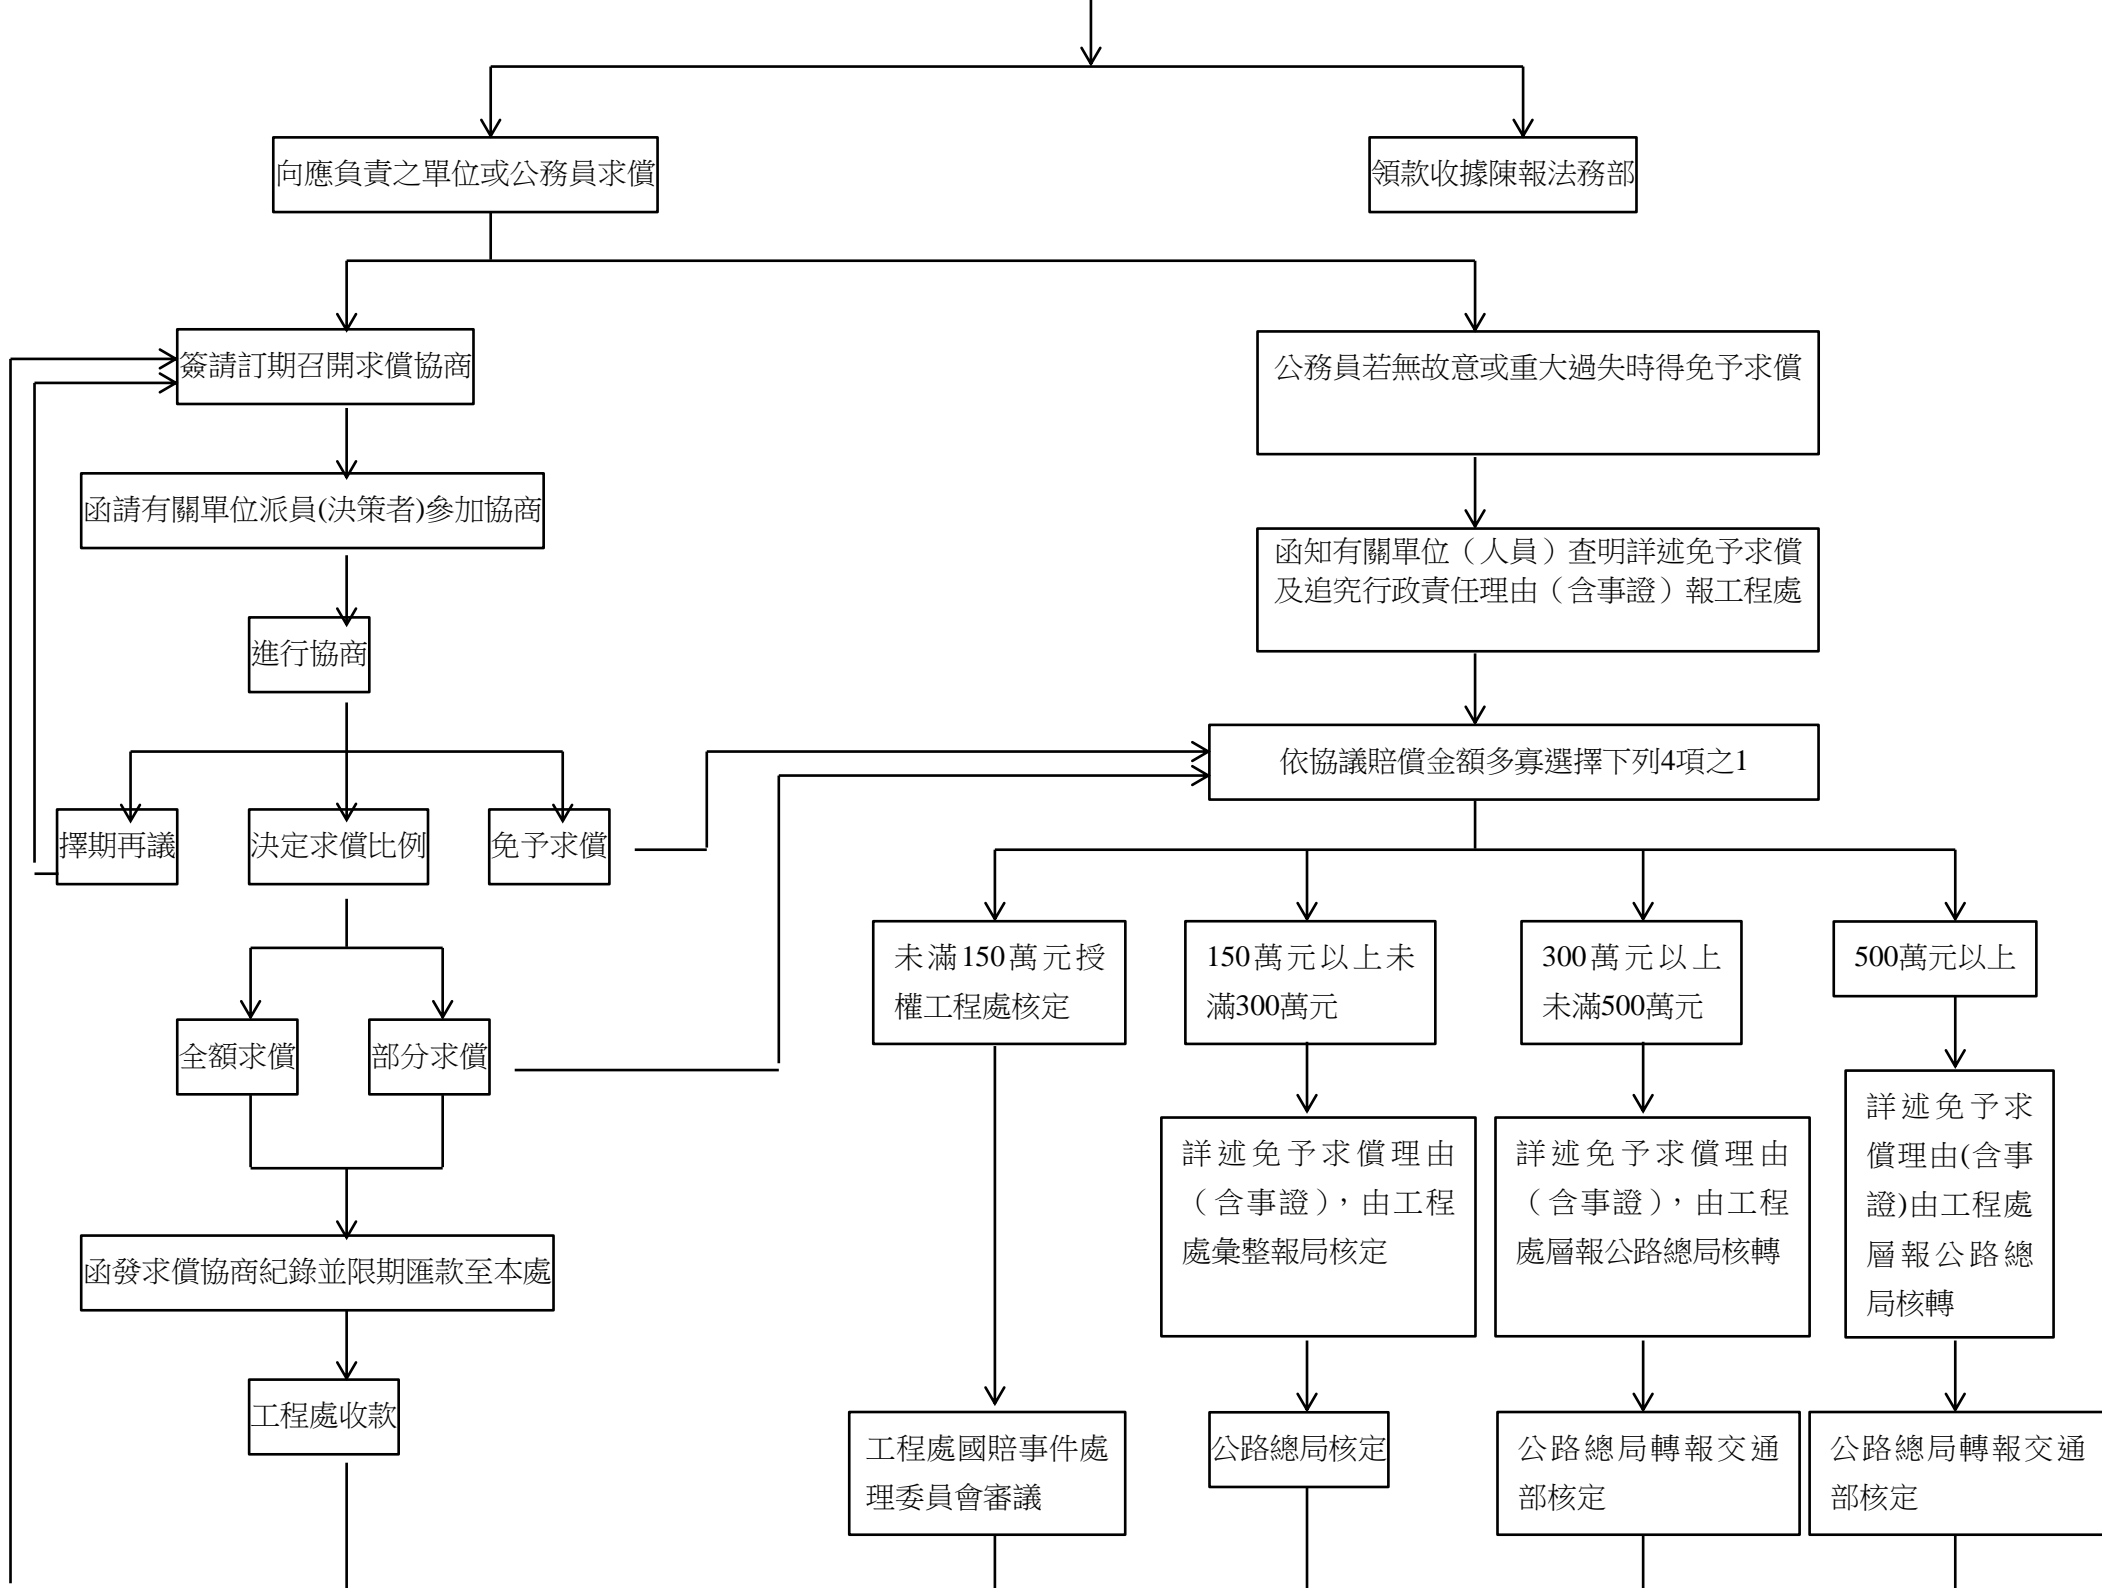 向應負責之單位或公務員求償
領款收據陳報法務部
簽請訂期召開求償協商
公務員若無故意或重大過失時得免予求償
函請有關單位派員(決策者)參加協商
函知有關單位（人員）查明詳述免予求償
及追究行政責任理由（含事證）報工程處
進行協商
依協議賠償金額多寡選擇下列4項之1
擇期再議
決定求償比例
免予求償
未滿150萬元授
權工程處核定
150萬元以上未
滿300萬元
300萬元以上
未滿500萬元
500萬元以上
全額求償
部分求償
詳述免予求償理由
（含事證），由工程
處彙整報局核定
詳述免予求償理由
（含事證），由工程
處層報公路總局核轉
詳述免予求
償理由(含事
證)由工程處
層報公路總
局核轉
函發求償協商紀錄並限期匯款至本處
工程處收款
工程處國賠事件處
理委員會審議
公路總局核定
公路總局轉報交通
部核定
公路總局轉報交通
部核定